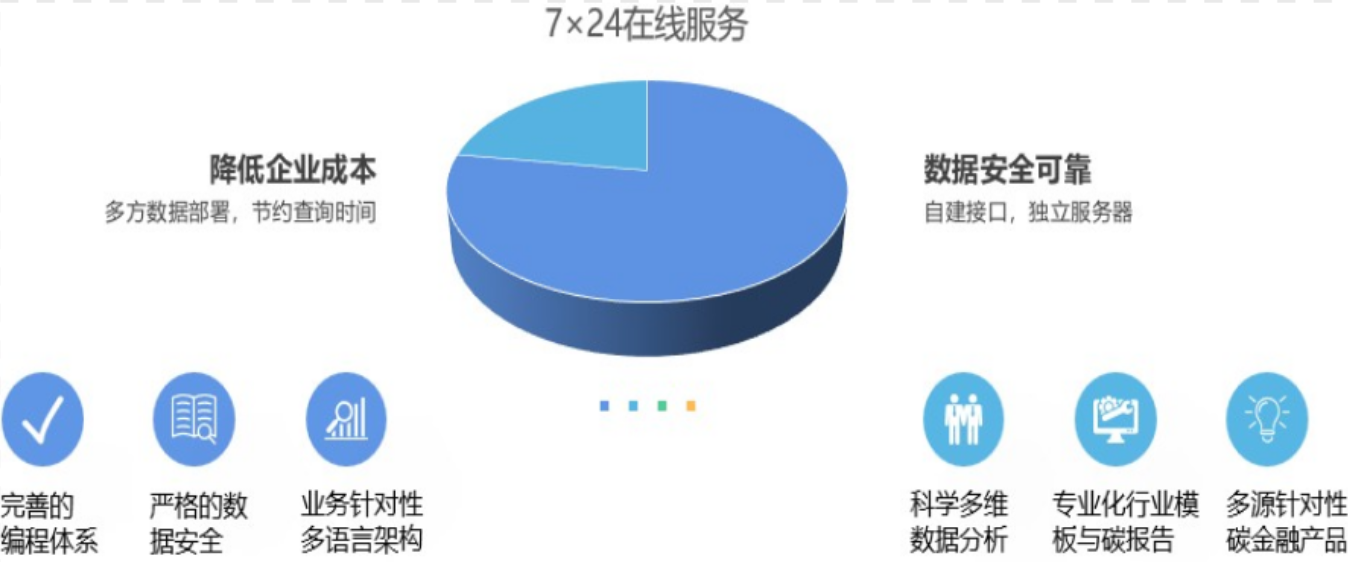 7×24在线服务
降低企业成本
多方数据部署，节约查询时间
数据安全可靠
自建接口，独立服务器
完善的
编程体系
严格的数
据安全
业务针对性
多语言架构
科学多维
数据分析
专业化行业模
板与碳报告
多源针对性
碳金融产品